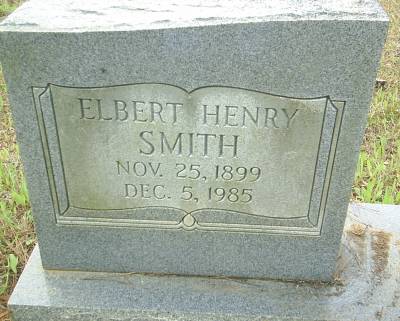 ELBERT HENRY
SMITH
NOV. 25, 1899
DEC. 5, 1985